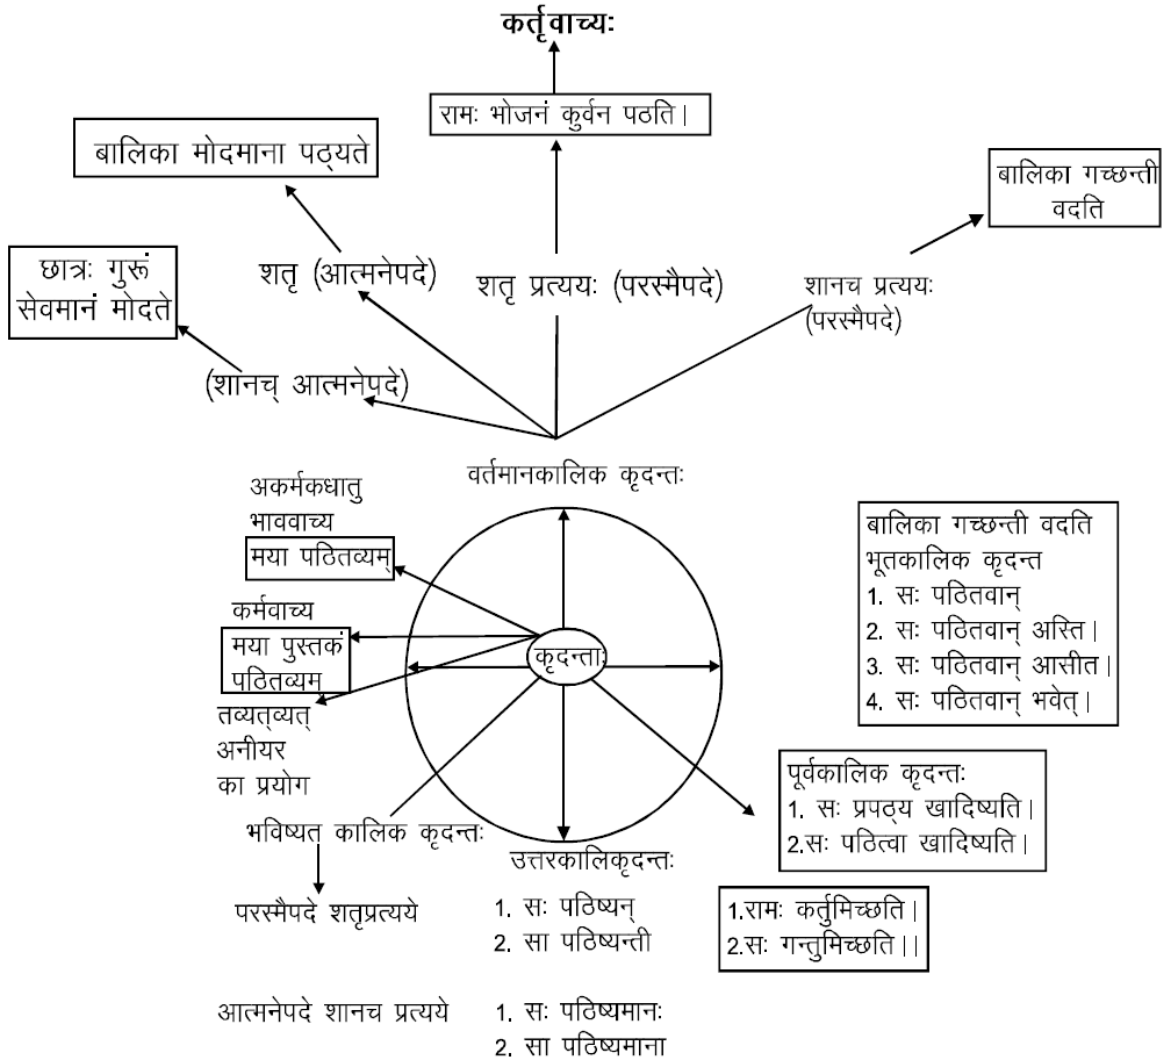 कर्तृवाच्य:
रामः भोजनं कुर्वन पठति।
बालिका मोदमाना पठ्यते
बालिका गच्छन्ती
वदति
छात्रः गुरूं
सेवमानं मोदते
शतृ (आत्मनेपदे)
शतृ प्रत्ययः (परस्मैपदे)
शानच प्रत्ययः
(परस्मैपदे)
(शानच् आत्मनेपदे)
वर्तमानकालिक कृदन्तः
अकर्मकधातु
भाववाच्य
मया पठितव्यम्
कर्मवाच्य
मया पुस्तकं
पठितव्यम
तव्यत्व्यत्
अनीयर
का प्रयोग
कृदन्ताः
बालिका गच्छन्ती वदति
भूतकालिक कृदन्त
1. सः पठितवान्
2. सः पठितवान् अस्ति।
3. सः पठितवान् आसीत।
4. सः पठितवान् भवेत्।
पूर्वकालिक कृदन्तः
1. सः प्रपठ्य खादिष्यति।
2.सः पठित्वा खादिष्यति।
भविष्यत कालिक कृदन्तः
उत्तरकालिकृदन्तः
परस्मैपदे शतृप्रत्यये
1. सः पठिष्यन्
2. सा पठिष्यन्ती
1.रामः कर्तुमिच्छति।
2.सः गन्तुमिच्छति।।
आत्मनेपदे शानच प्रत्यये
1. सः पठिष्यमानः
2. सा पठिष्यमाना